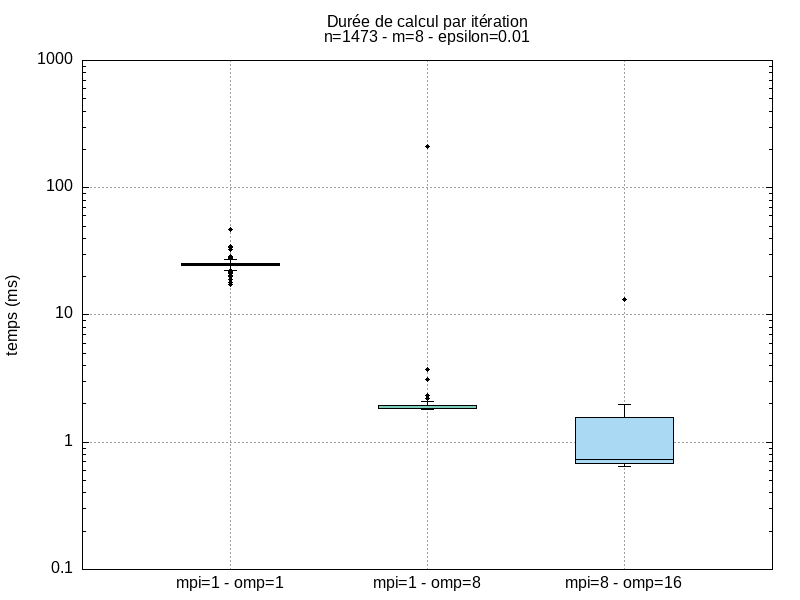 Durée de calcul par itération
n=1473 - m=8 - epsilon=0.01
1000
100
10
1
0.1
temps (ms)
mpi=1 - omp=1
mpi=1 - omp=8
mpi=8 - omp=16